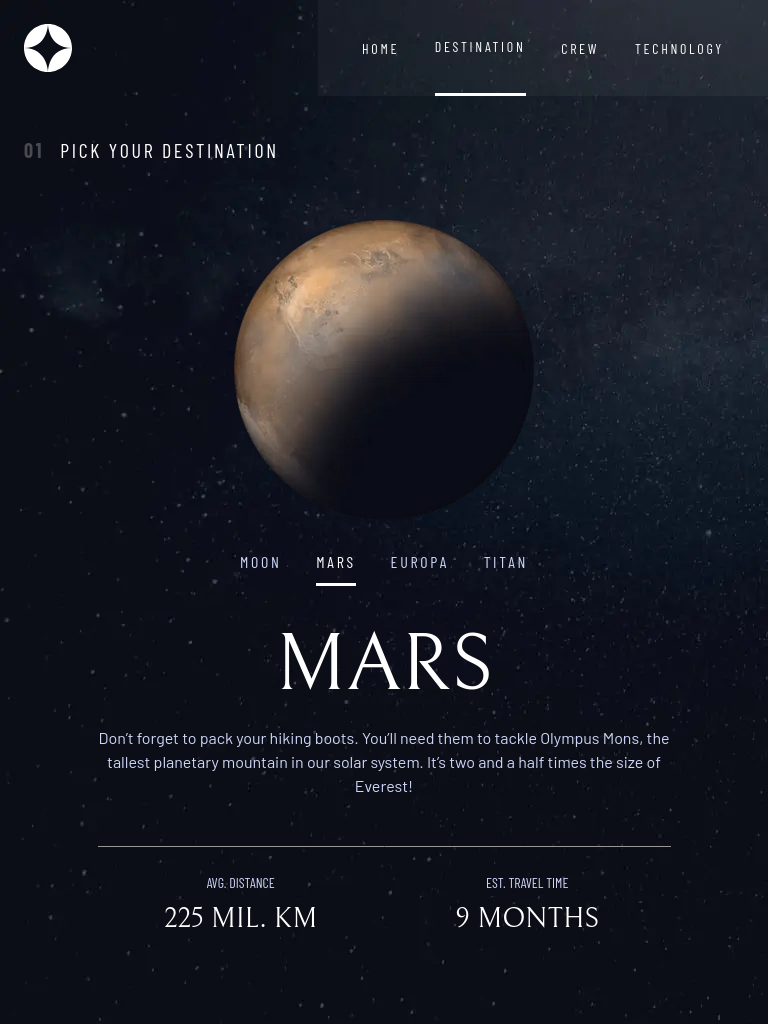 HOME DESTINATION CREW TECHNOLOGY
01 PICK YOUR DESTINATION
MOON MARS EUROPA TITAN
MARS
Don’t forget to pack your hiking boots. You’ll need them to tackle Olympus Mons, the
tallest planetary mountain in our solar system. It’s two and a half times the size of
Everest!
AVG. DISTANCE
225 MIL. KM
EST. TRAVEL TIME
9 MONTHS